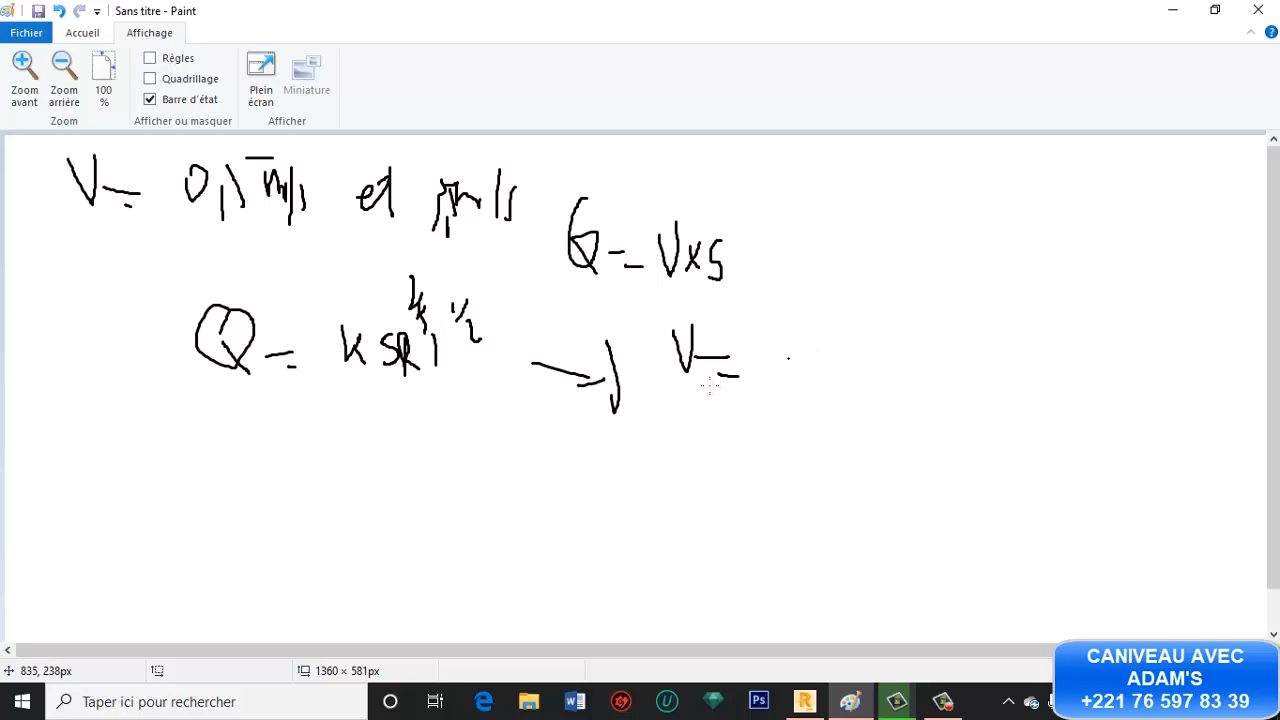 Sans titre - Paint
Fichier Accueil Affichage
Zoom avant
Zoom arrière
100 %
Règles
Quadrillage
Barre d'état
Plein écran
Miniature
Zoom
Afficher ou masquer
Afficher
V = m/s et m/s
Q = V x S
Q = K S R I 1/2
V =
835, 238px
1360 × 581px
Taper ici pour rechercher
CANIVEAU AVEC
ADAM'S
+221 76 597 83 39